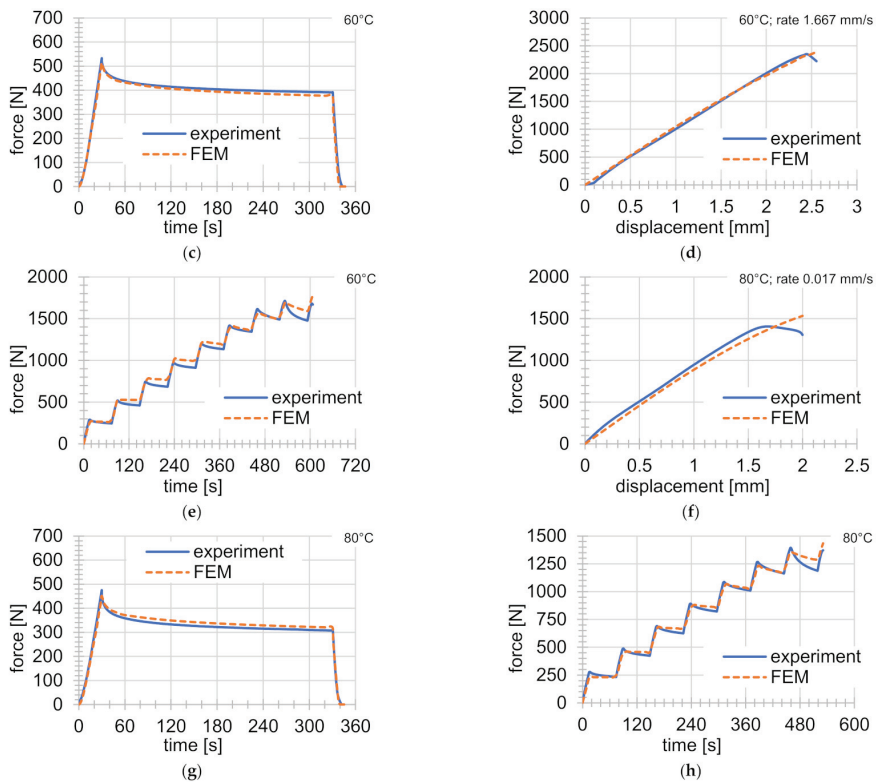 700
60°C
600
500
400
300
200
100
0
force [N]
experiment
FEM
0
60
120
180
240
300
360
time [s]
(c)
3000
60°C; rate 1.667 mm/s
2500
2000
1500
1000
500
0
force [N]
experiment
FEM
0
0.5
1
1.5
2
2.5
3
displacement [mm]
(d)
2000
60°C
1500
1000
500
0
force [N]
experiment
FEM
0
120
240
360
480
600
720
time [s]
(e)
2000
80°C; rate 0.017 mm/s
1500
1000
500
0
force [N]
experiment
FEM
0
0.5
1
1.5
2
2.5
displacement [mm]
(f)
700
80°C
600
500
400
300
200
100
0
force [N]
experiment
FEM
0
60
120
180
240
300
360
time [s]
(g)
1500
80°C
1250
1000
750
500
250
0
force [N]
experiment
FEM
0
120
240
360
480
600
time [s]
(h)